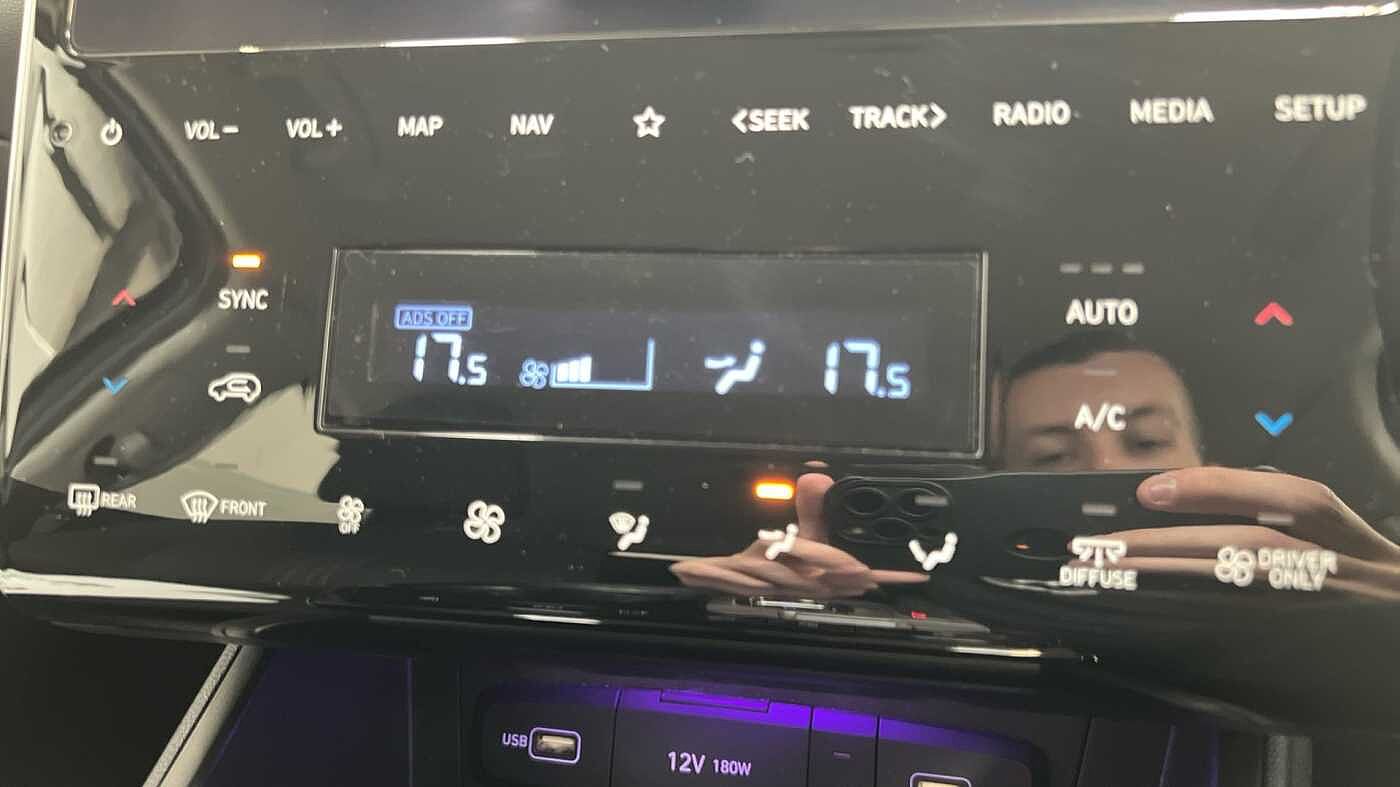 VOL− VOL+ MAP NAV <SEEK TRACK> RADIO MEDIA SETUP
SYNC
AUTO
ADS OFF
17.5 17.5
A/C
REAR FRONT OFF
DIFFUSE DRIVER ONLY
USB 12V 180W